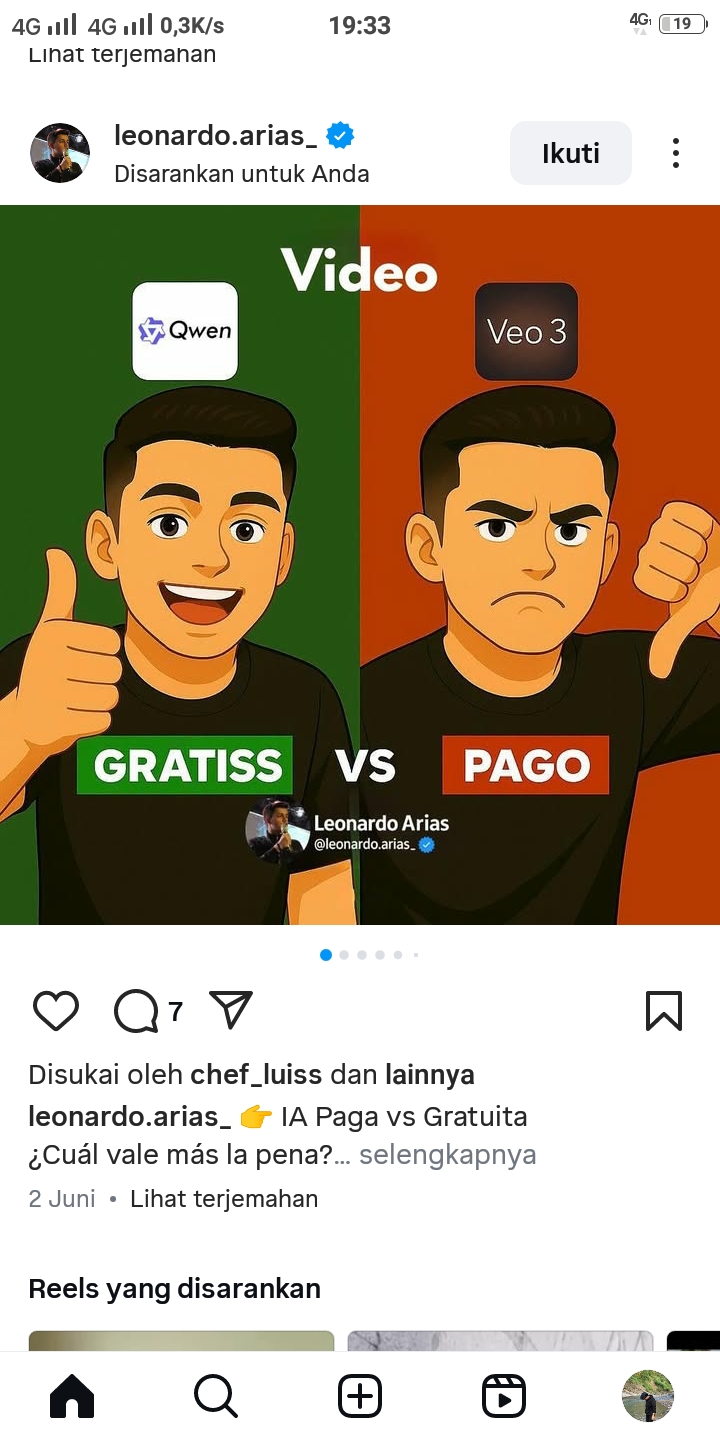 4G 4G 0,3K/s 19:33 4G 19
Lihat terjemahan
leonardo.arias_
Disarankan untuk Anda
Ikuti
Video
Qwen
Veo 3
GRATISS VS PAGO
Leonardo Arias
@leonardo.arias_
7
Disukai oleh chef_luiss dan lainnya
leonardo.arias_ 👉 IA Paga vs Gratuita
¿Cuál vale más la pena?... selengkapnya
2 Juni • Lihat terjemahan
Reels yang disarankan